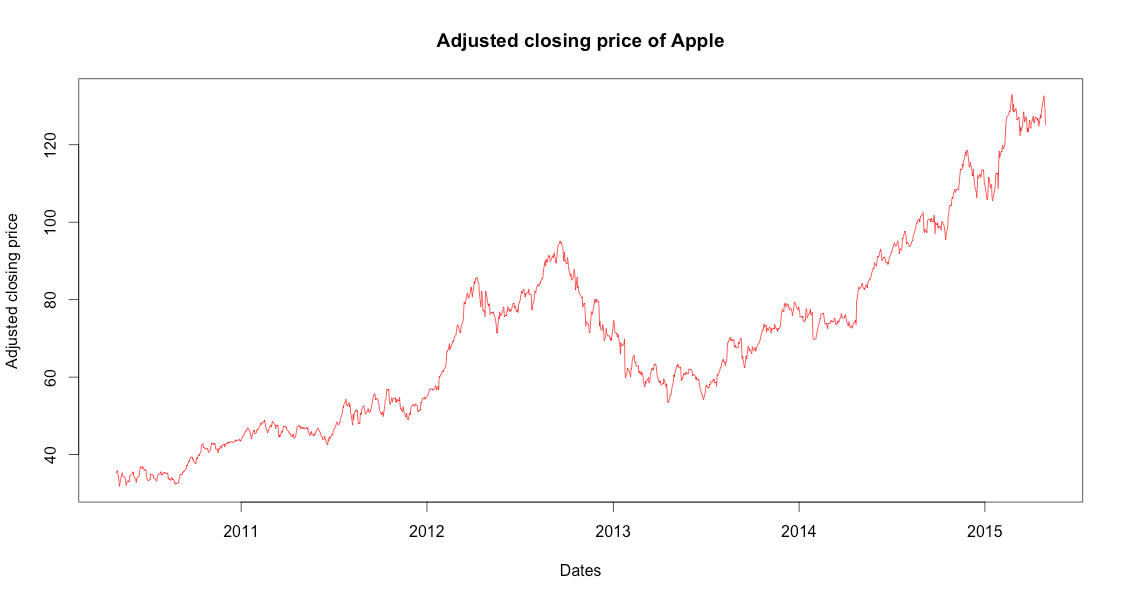 Adjusted closing price of Apple
Adjusted closing price
120
100
80
60
40
2011 2012 2013 2014 2015
Dates